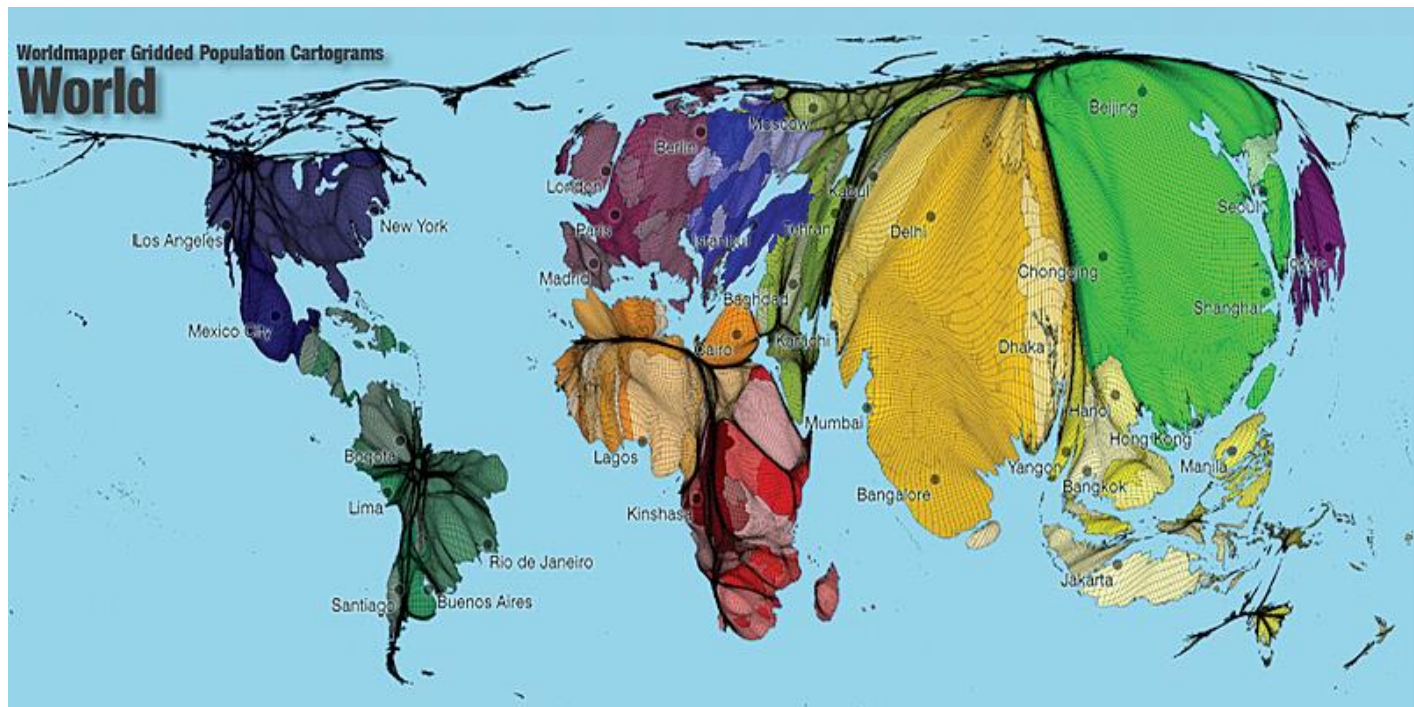 Worldmapper Gridded Population Cartograms
World
Beijing
Moscow
Berlin
London
Kabul
Seoul
New York
Los Angeles
Paris
Istanbul
Tehran
Delhi
Tokyo
Madrid
Chongqing
Baghdad
Shanghai
Mexico City
Cairo
Karachi
Dhaka
Mumbai
Hanoi
Hong Kong
Bogota
Lagos
Yangon
Manila
Bangkok
Bangalore
Lima
Kinshasa
Rio de Janeiro
Jakarta
Santiago
Buenos Aires